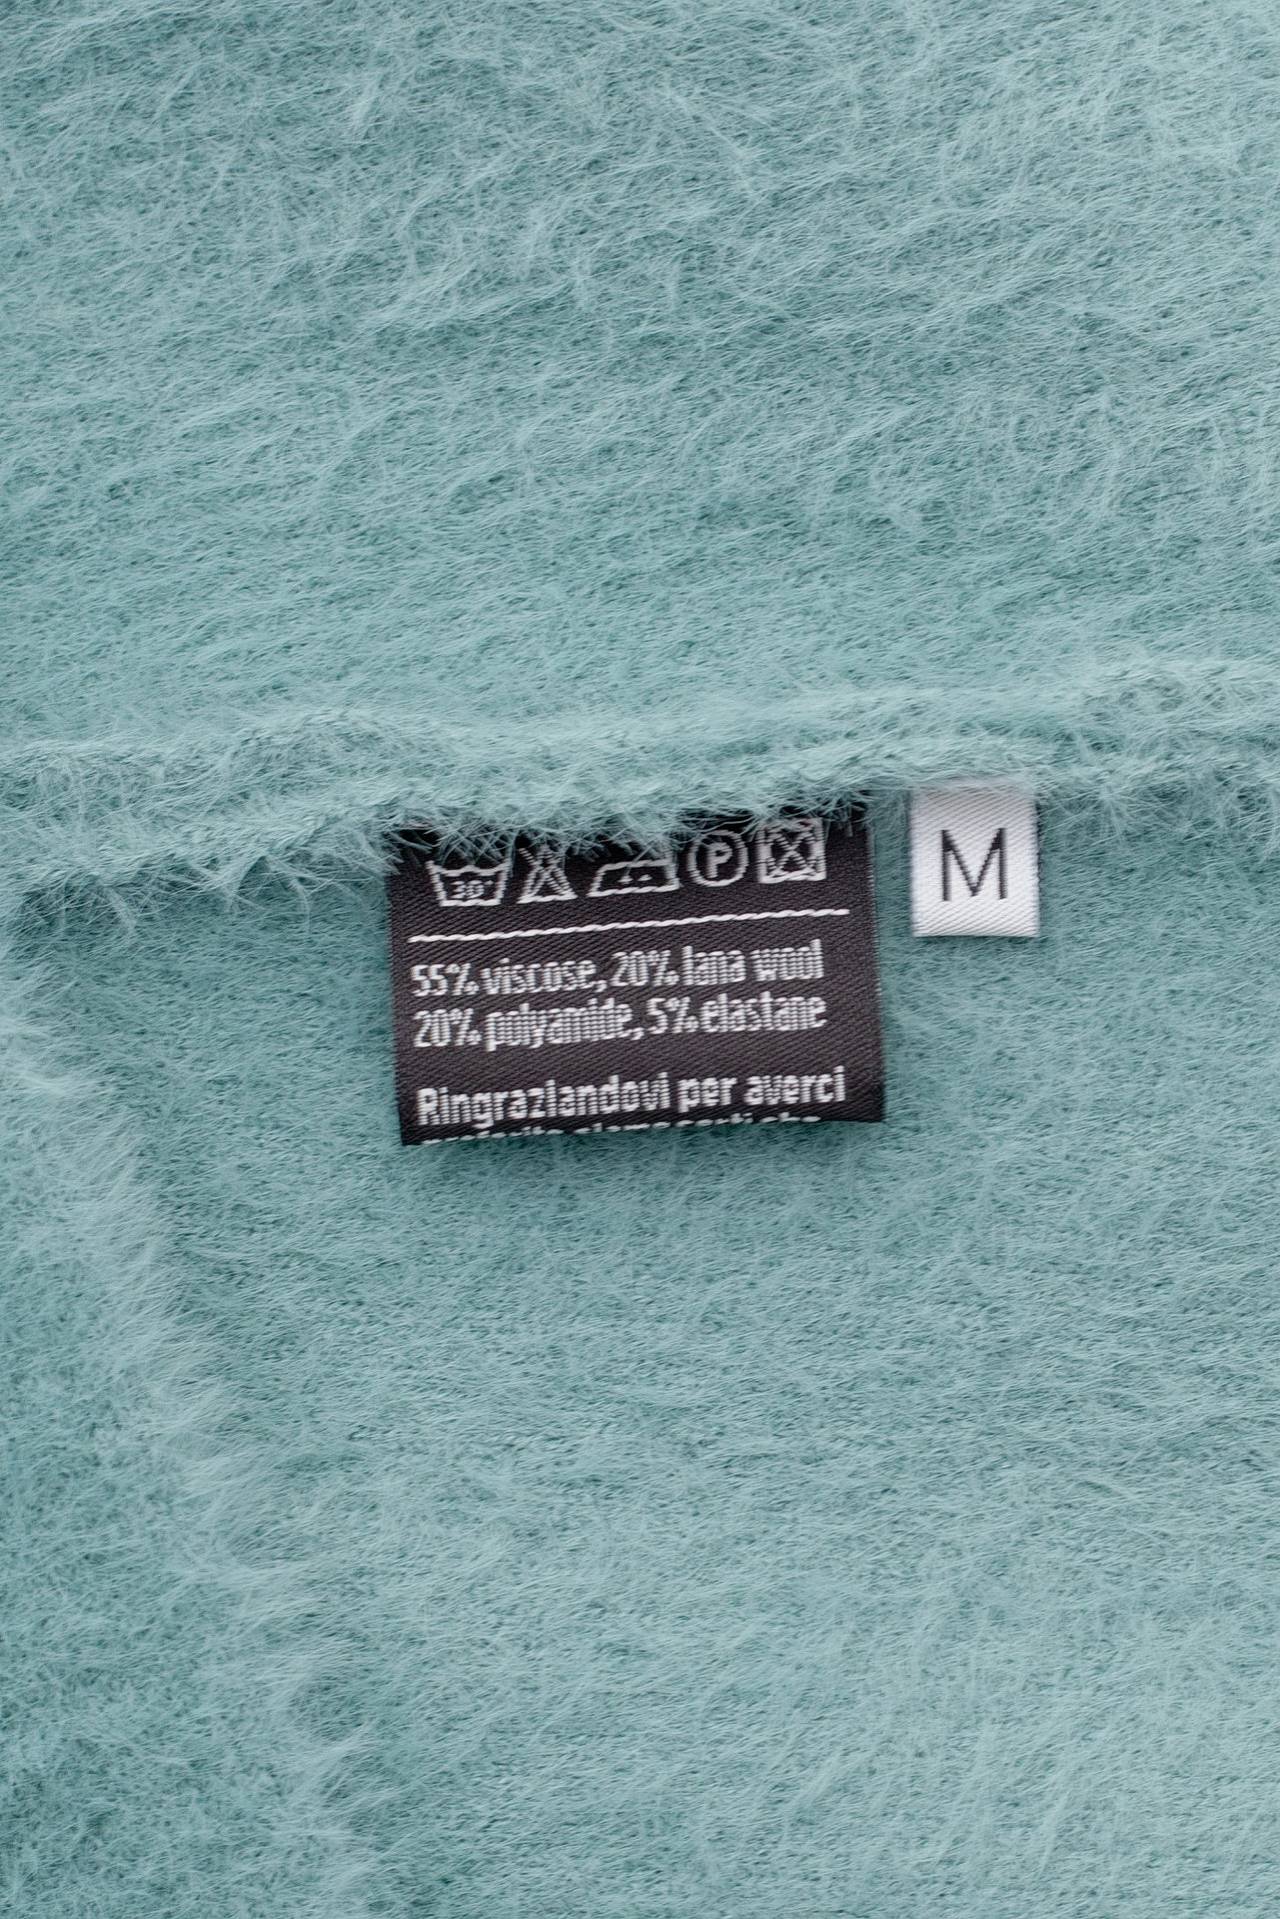 30°
P
M
55% viscose, 20% lana wool
20% polyamide, 5% elastane
Ringraziandovi per averci